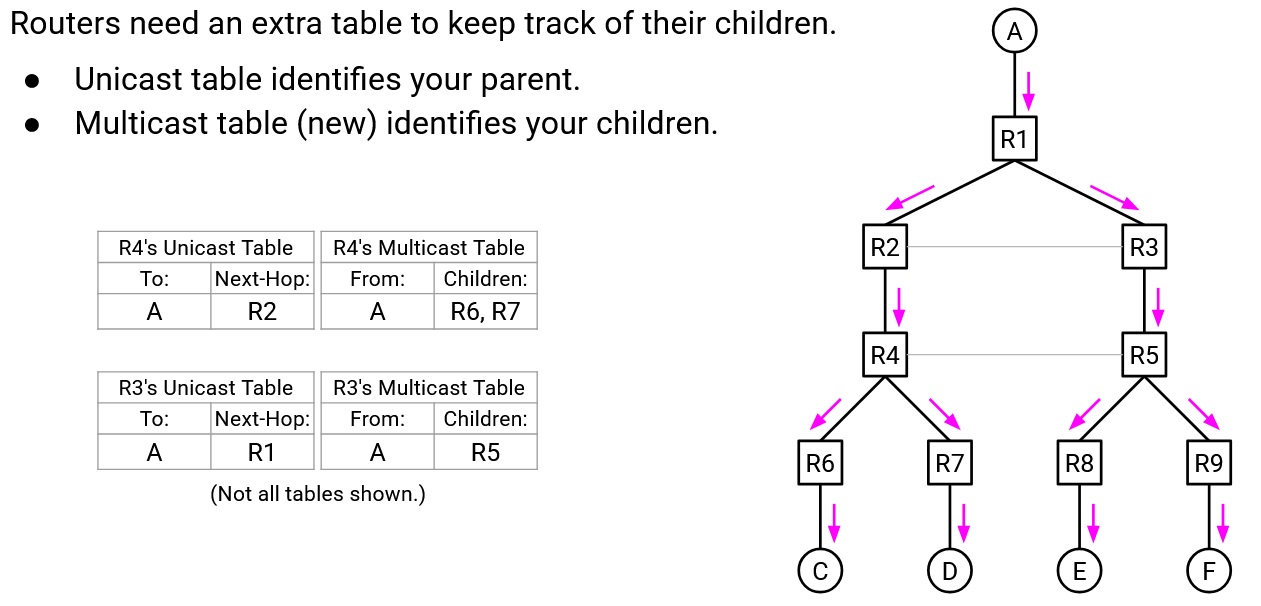 Routers need an extra table to keep track of their children.
● Unicast table identifies your parent.
● Multicast table (new) identifies your children.
R4's Unicast Table
To: Next-Hop:
A R2
R4's Multicast Table
From: Children:
A R6, R7
R3's Unicast Table
To: Next-Hop:
A R1
R3's Multicast Table
From: Children:
A R5
(Not all tables shown.)
A
R1
R2 R3
R4 R5
R6 R7 R8 R9
C D E F